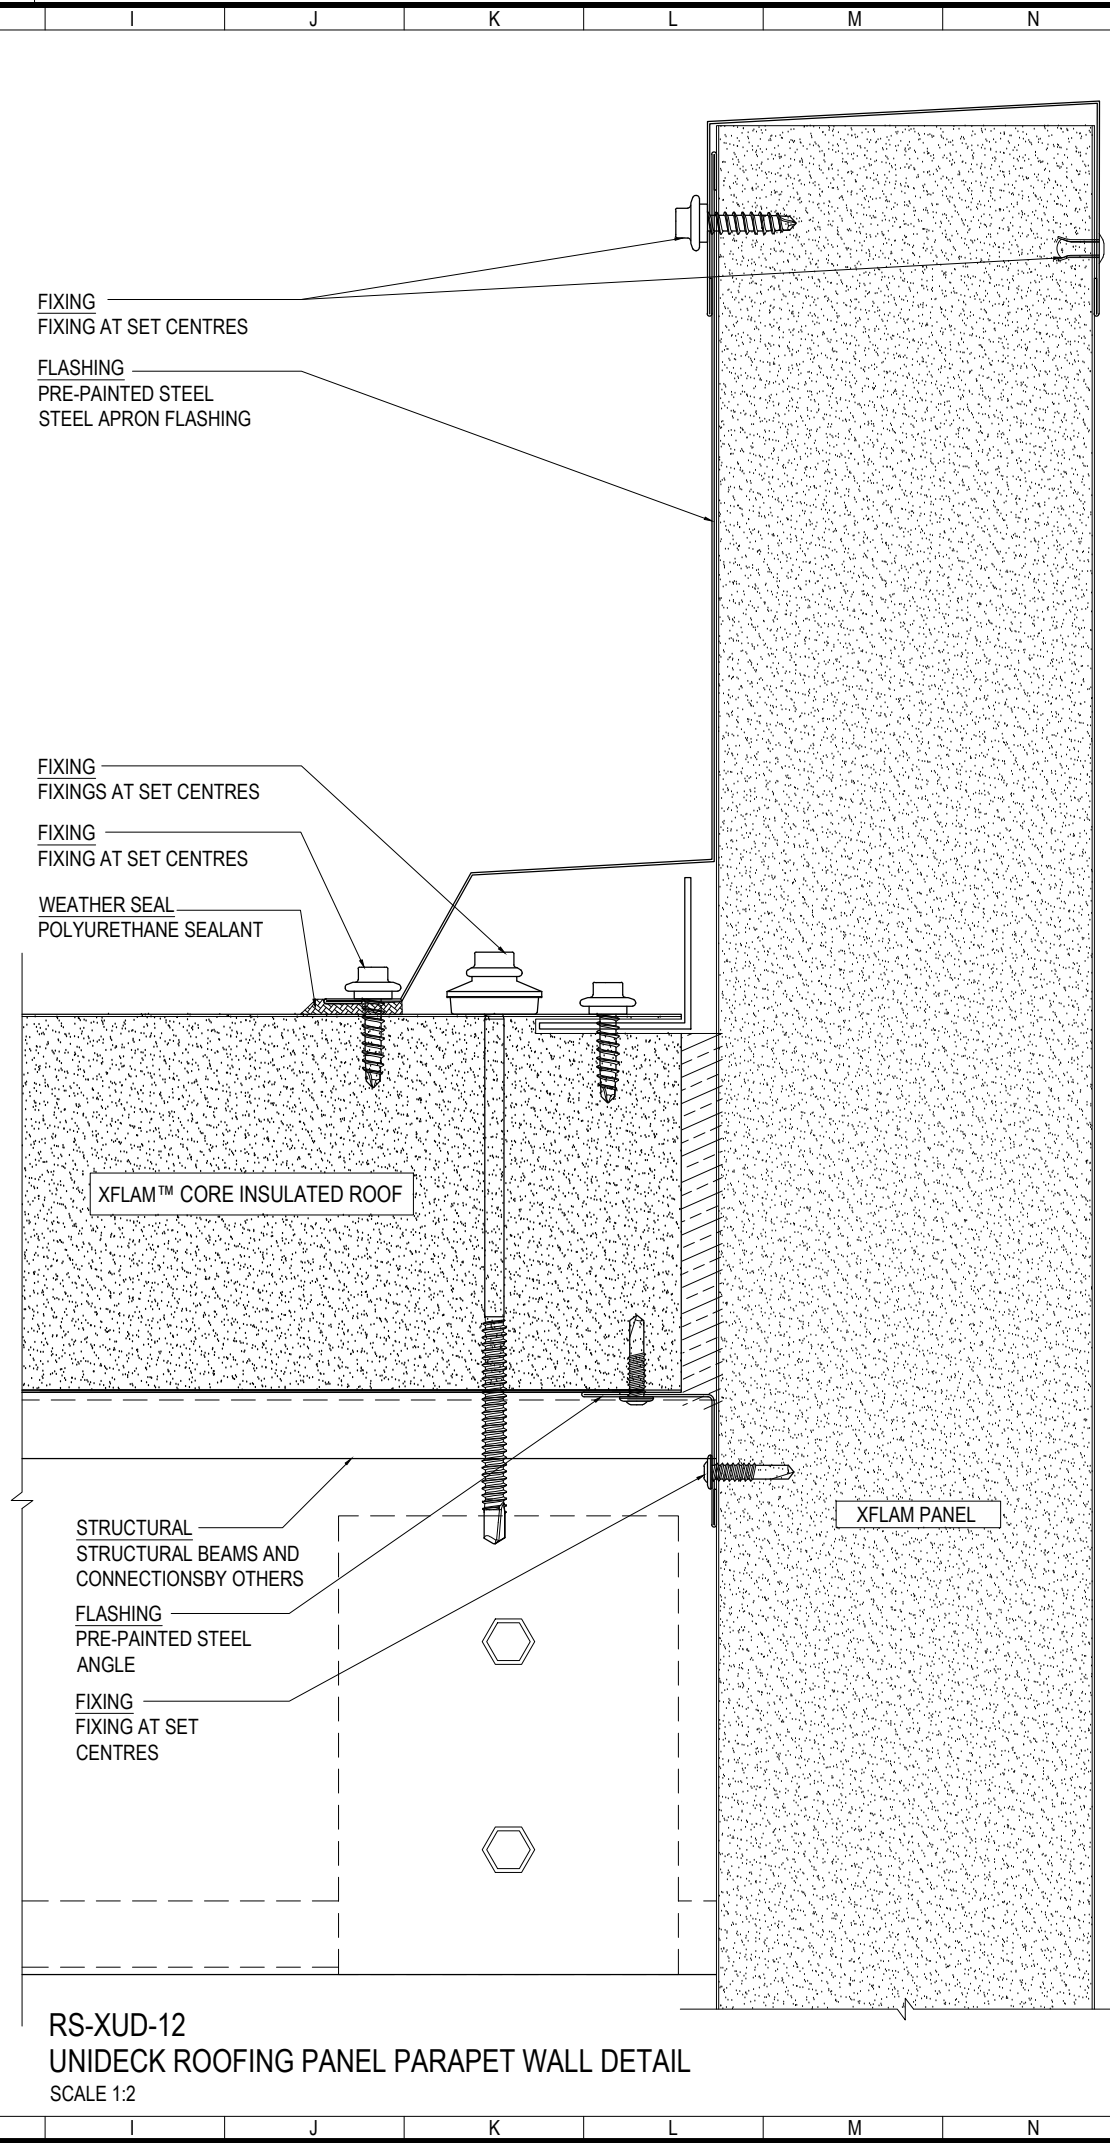 I J K L M N
FIXING
FIXING AT SET CENTRES
FLASHING
PRE-PAINTED STEEL
STEEL APRON FLASHING
FIXING
FIXINGS AT SET CENTRES
FIXING
FIXING AT SET CENTRES
WEATHER SEAL
POLYURETHANE SEALANT
XFLAM™ CORE INSULATED ROOF
XFLAM PANEL
STRUCTURAL
STRUCTURAL BEAMS AND
CONNECTIONSBY OTHERS
FLASHING
PRE-PAINTED STEEL
ANGLE
FIXING
FIXING AT SET
CENTRES
RS-XUD-12
UNIDECK ROOFING PANEL PARAPET WALL DETAIL
SCALE 1:2
I J K L M N